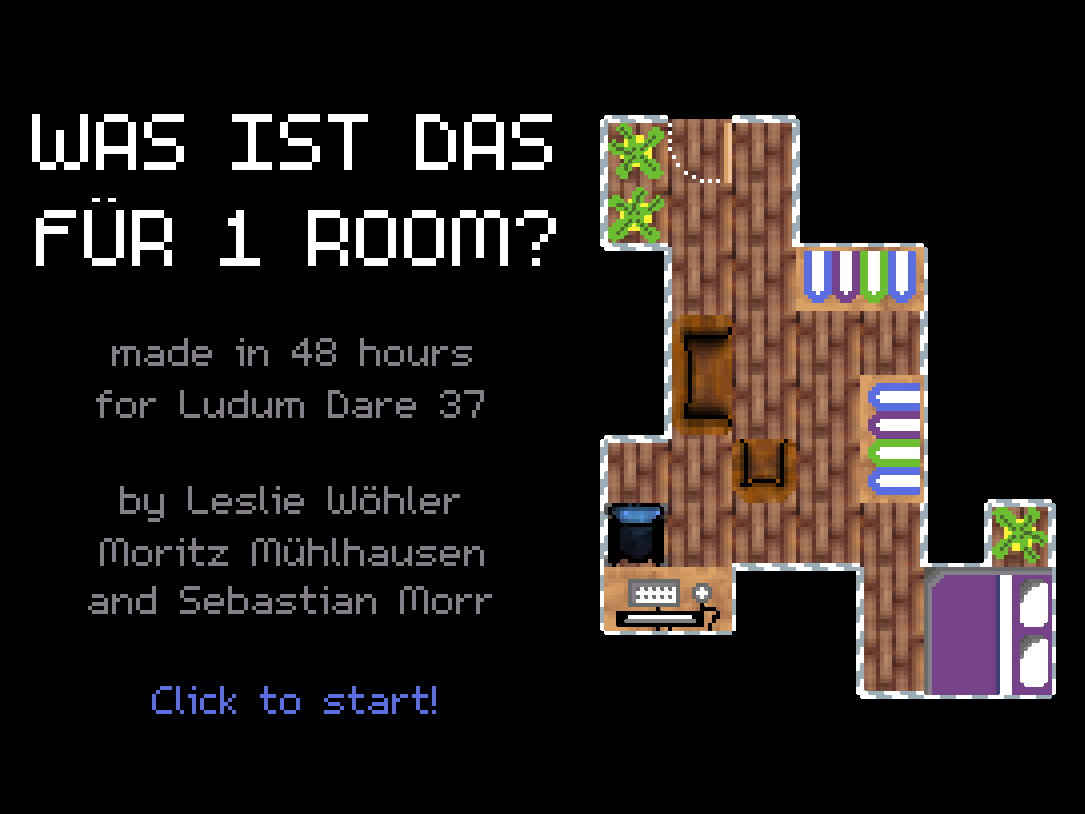 WAS IST DAS
FÜR 1 ROOM?
made in 48 hours
for Ludum Dare 37
by Leslie Wöhler
Moritz Mühlhausen
and Sebastian Morr
Click to start!